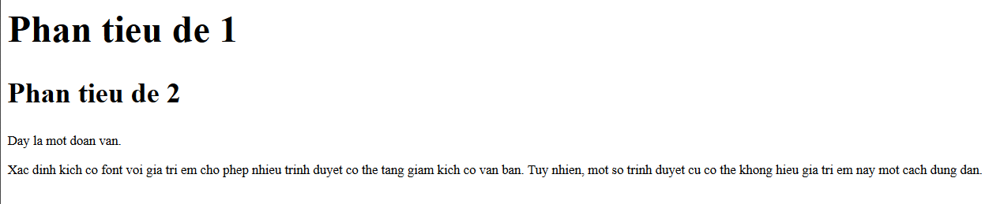 Phan tieu de 1
Phan tieu de 2
Day la mot doan van.
Xac dinh kich co font voi gia tri em cho phep nhieu trinh duyet co the tang giam kich co van ban. Tuy nhien, mot so trinh duyet cu co the khong hieu gia tri em nay mot cach dung dan.